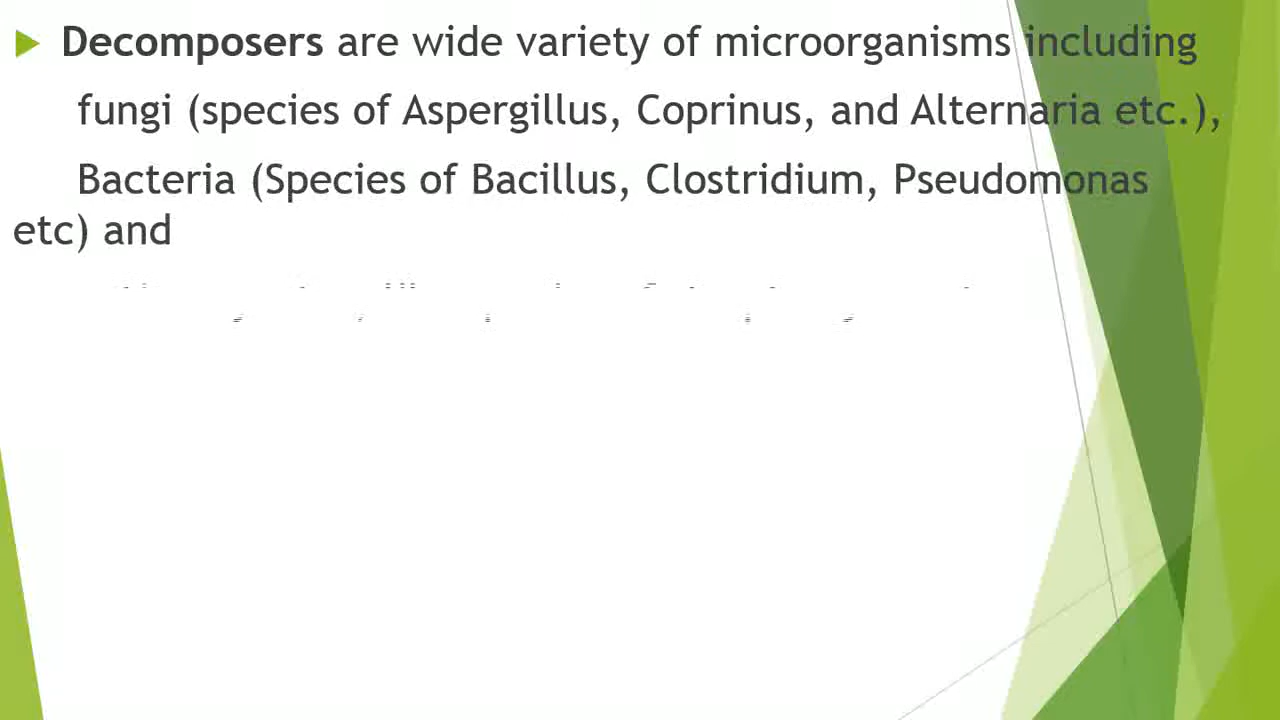 Decomposers are wide variety of microorganisms including
fungi (species of Aspergillus, Coprinus, and Alternaria etc.),
Bacteria (Species of Bacillus, Clostridium, Pseudomonas
etc) and